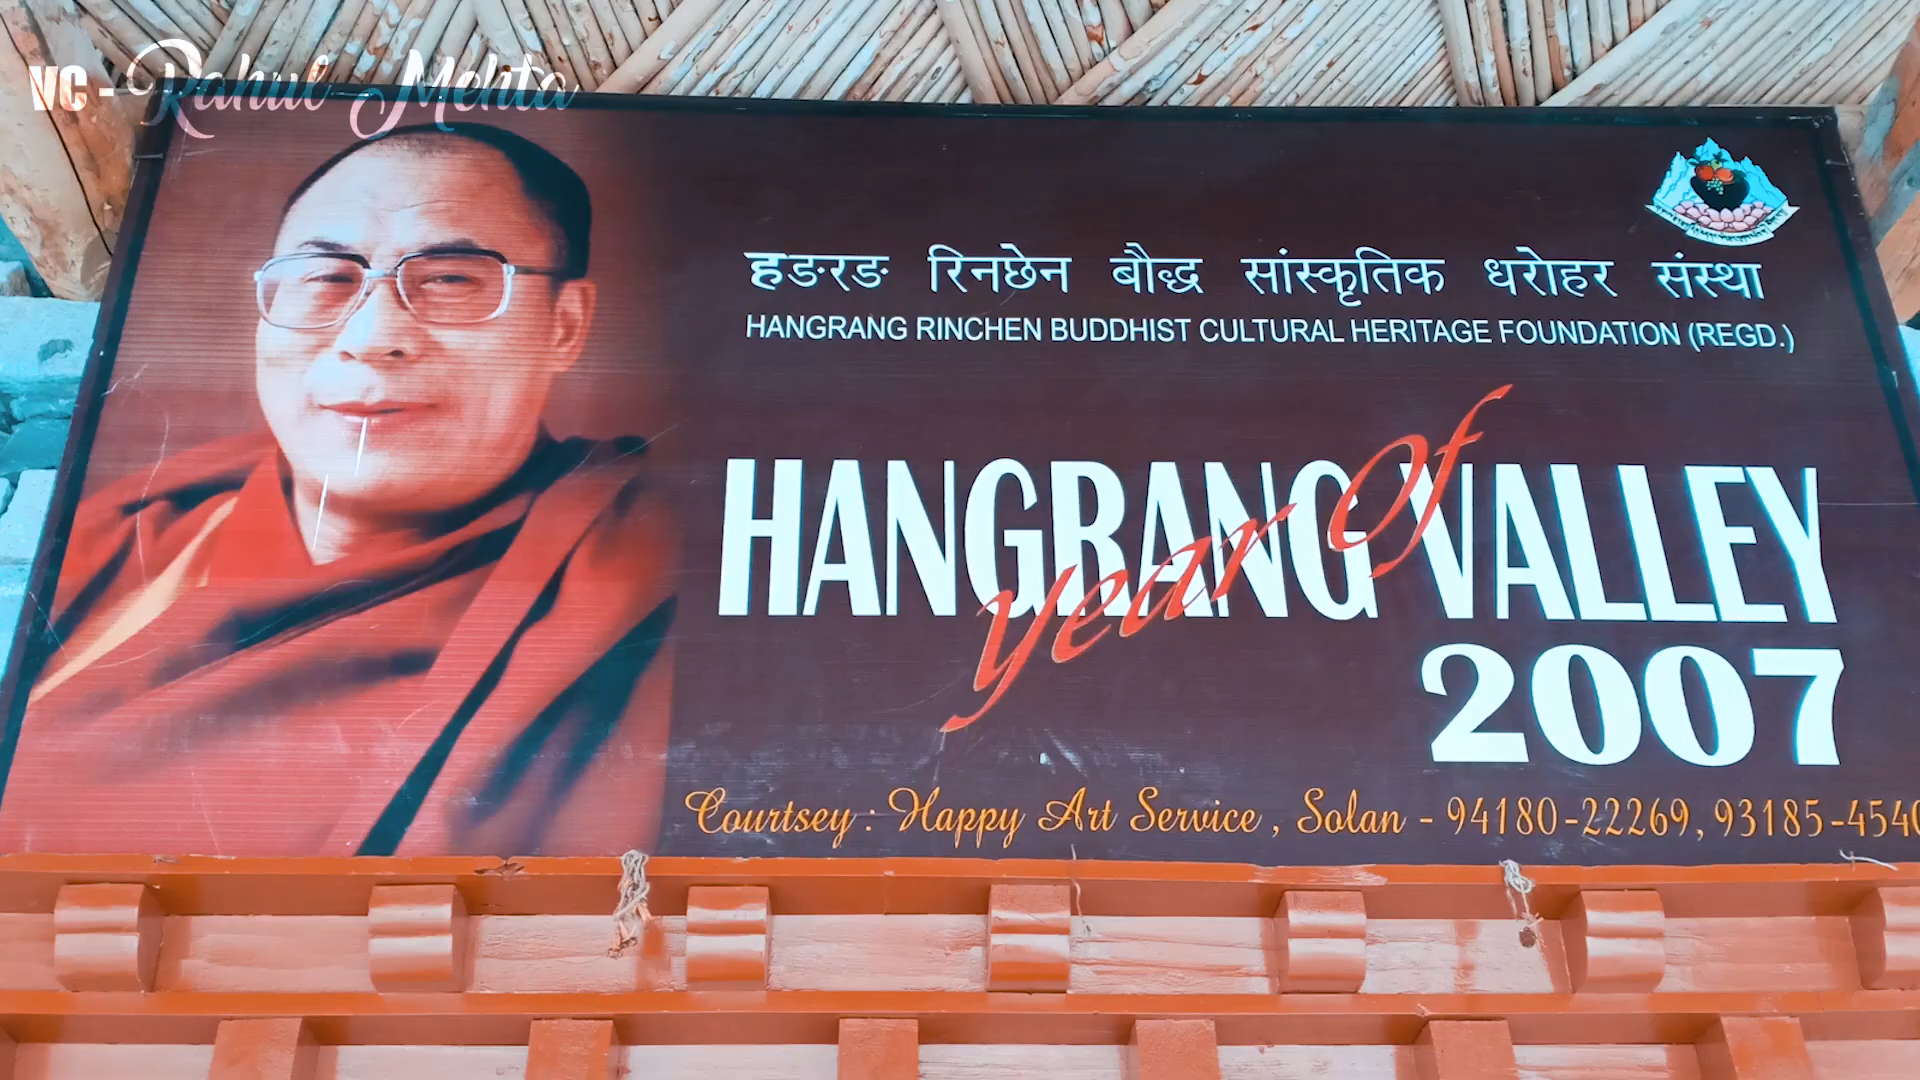 VC - Rahul Mehta
हङरङ रिनछेन बौद्ध सांस्कृतिक धरोहर संस्था
HANGRANG RINCHEN BUDDHIST CULTURAL HERITAGE FOUNDATION (REGD.)
year of
HANGRANG VALLEY
2007
Courtsey : Happy Art Service , Solan - 94180-22269, 93185-4540